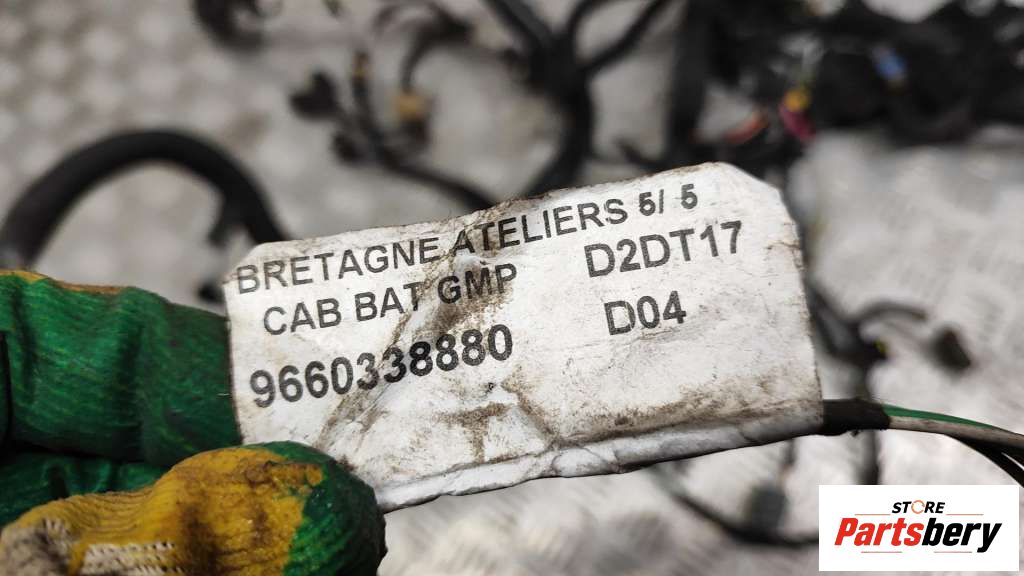 BRETAGNE ATELIERS 5/ 5
CAB BAT GMP D2DT17
9660338880 D04
STORE
Partsbery